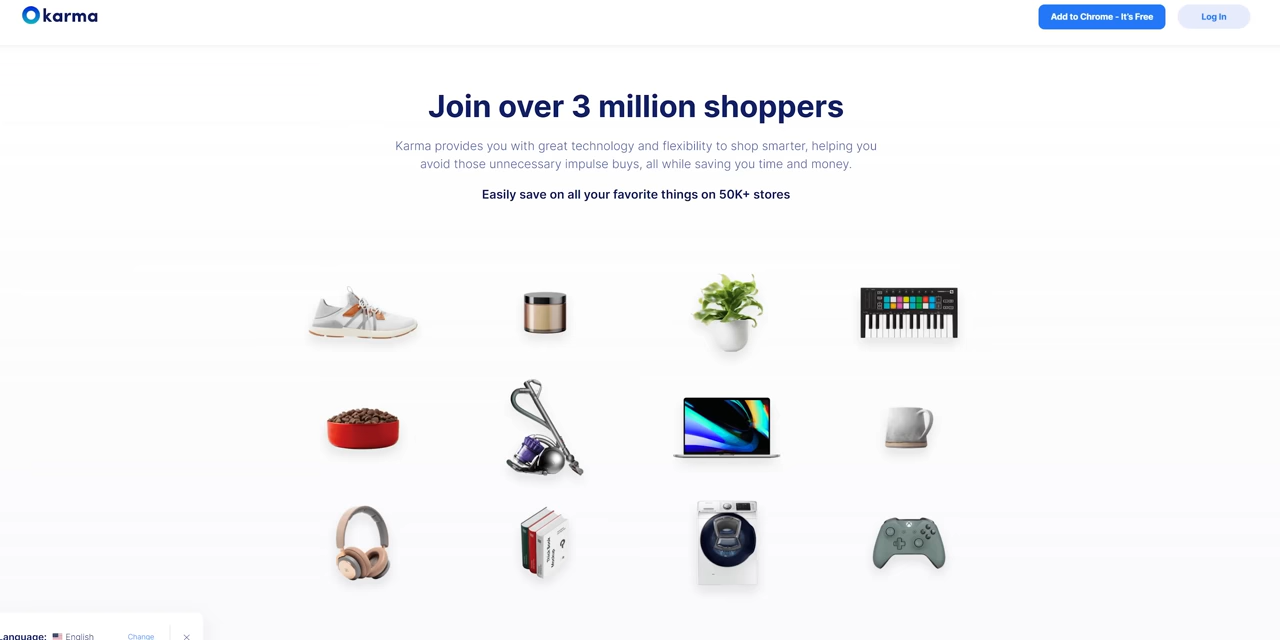 karma
Add to Chrome - It's Free
Log In
Join over 3 million shoppers
Karma provides you with great technology and flexibility to shop smarter, helping you
avoid those unnecessary impulse buys, all while saving you time and money.
Easily save on all your favorite things on 50K+ stores
Language: English Change